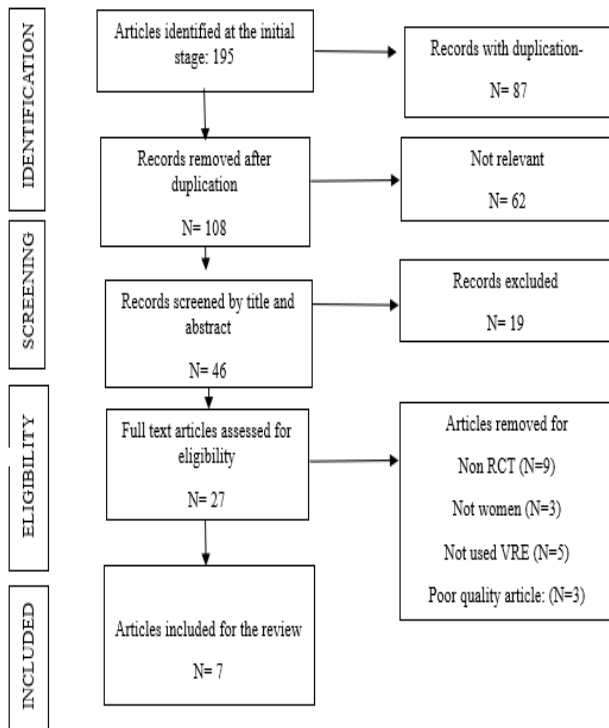 IDENTIFICATION
Articles identified at the initial
stage: 195
Records with duplication-
N= 87
Records removed after
duplication
N= 108
Not relevant
N= 62
SCREENING
Records screened by title and
abstract
N= 46
Records excluded
N= 19
ELIGIBILITY
Full text articles assessed for
eligibility
N= 27
Articles removed for
Non RCT (N=9)
Not women (N=3)
Not used VRE (N=5)
Poor quality article: (N=3)
INCLUDED
Articles included for the review
N= 7